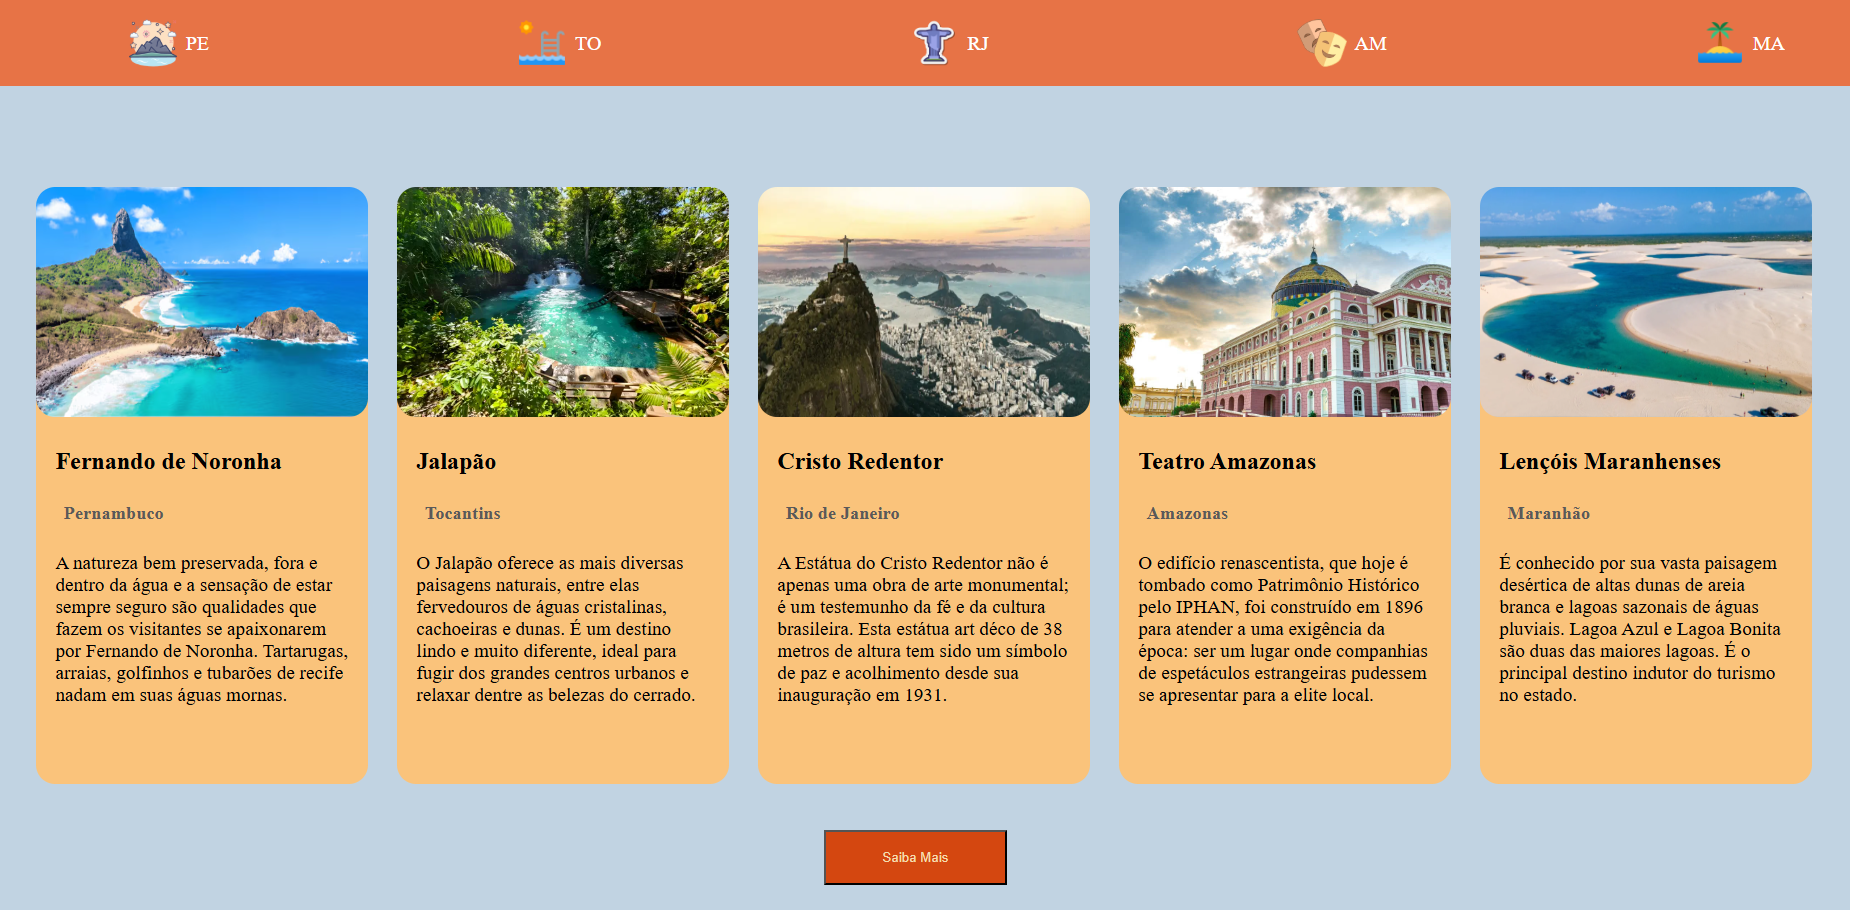 PE
TO
RJ
AM
MA
Fernando de Noronha
Pernambuco
A natureza bem preservada, fora e
dentro da água e a sensação de estar
sempre seguro são qualidades que
fazem os visitantes se apaixonarem
por Fernando de Noronha. Tartarugas,
arraias, golfinhos e tubarões de recife
nadam em suas águas mornas.
Jalapão
Tocantins
O Jalapão oferece as mais diversas
paisagens naturais, entre elas
fervedouros de águas cristalinas,
cachoeiras e dunas. É um destino
lindo e muito diferente, ideal para
fugir dos grandes centros urbanos e
relaxar dentre as belezas do cerrado.
Cristo Redentor
Rio de Janeiro
A Estátua do Cristo Redentor não é
apenas uma obra de arte monumental;
é um testemunho da fé e da cultura
brasileira. Esta estátua art déco de 38
metros de altura tem sido um símbolo
de paz e acolhimento desde sua
inauguração em 1931.
Teatro Amazonas
Amazonas
O edifício renascentista, que hoje é
tombado como Patrimônio Histórico
pelo IPHAN, foi construído em 1896
para atender a uma exigência da
época: ser um lugar onde companhias
de espetáculos estrangeiras pudessem
se apresentar para a elite local.
Lençóis Maranhenses
Maranhão
É conhecido por sua vasta paisagem
desértica de altas dunas de areia
branca e lagoas sazonais de águas
pluviais. Lagoa Azul e Lagoa Bonita
são duas das maiores lagoas. É o
principal destino indutor do turismo
no estado.
Saiba Mais